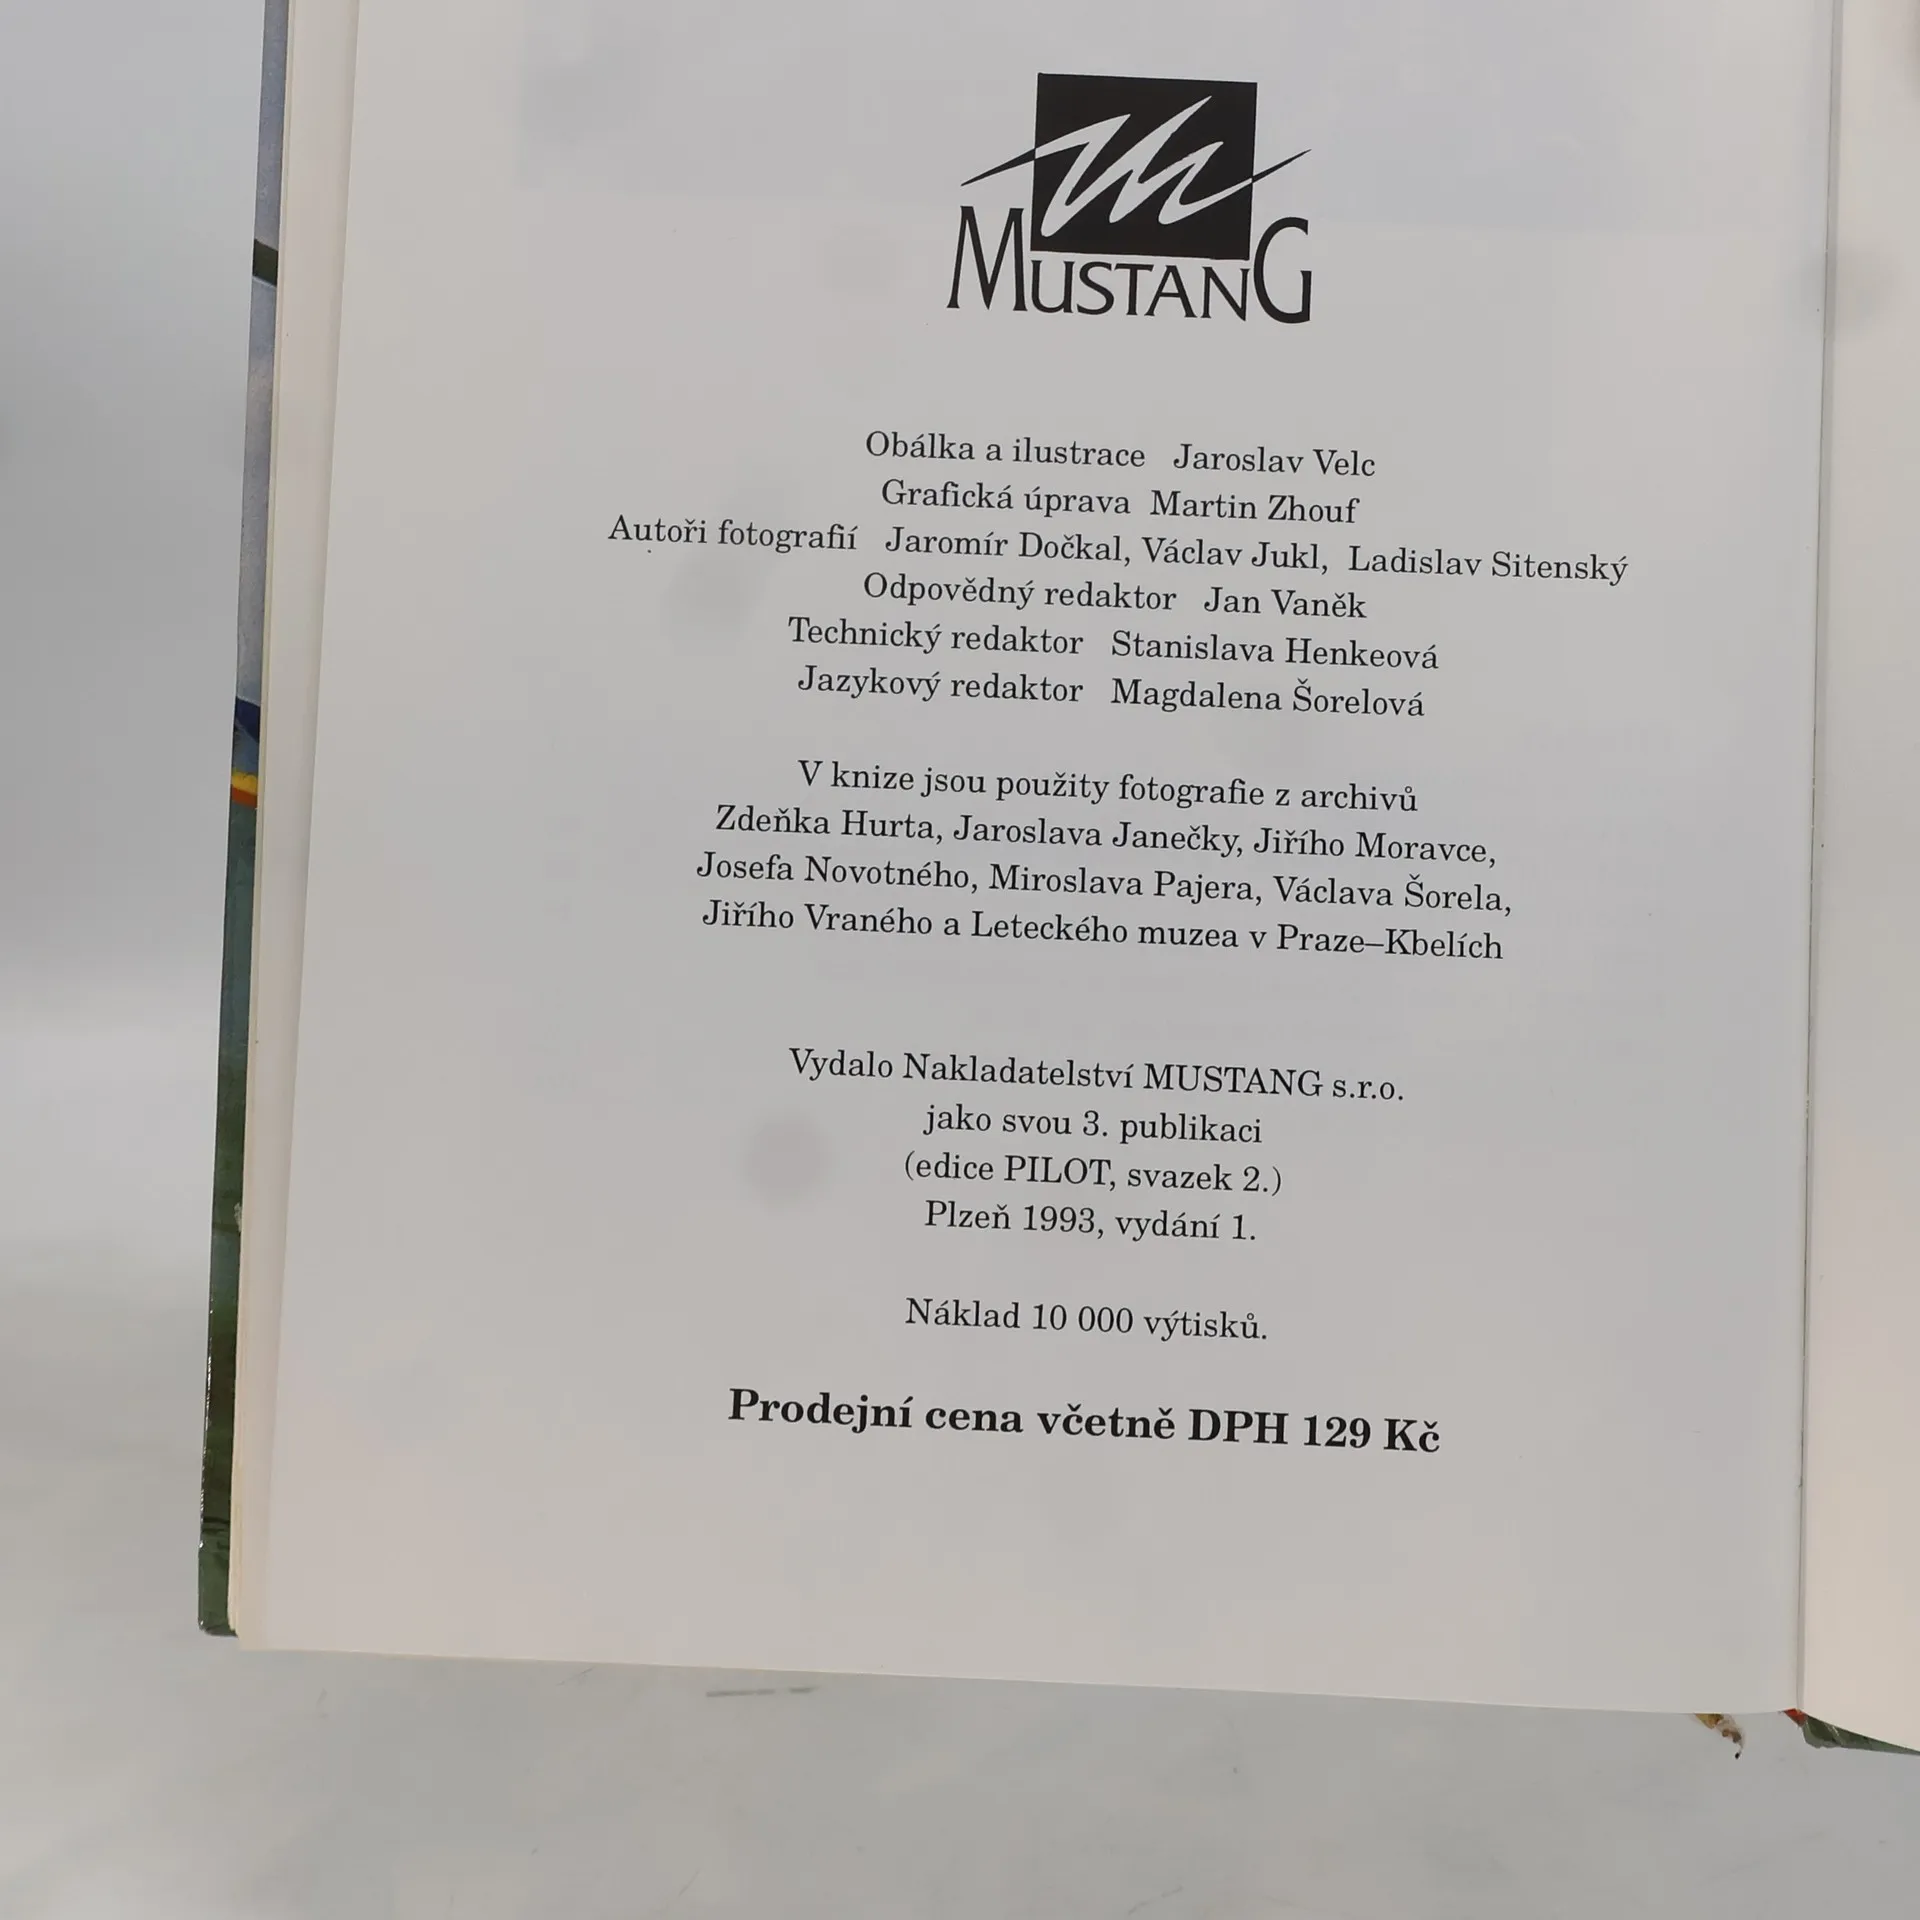 MUSTANG
Obálka a ilustrace Jaroslav Velc
Grafická úprava Martin Zhouf
Autoři fotografií Jaromír Dočkal, Václav Jukl, Ladislav Sitenský
Odpovědný redaktor Jan Vaněk
Technický redaktor Stanislava Henkeová
Jazykový redaktor Magdalena Šorelová
V knize jsou použity fotografie z archivů
Zdeňka Hurta, Jaroslava Janečky, Jiřího Moravce,
Josefa Novotného, Miroslava Pajera, Václava Šorela,
Jiřího Vraného a Leteckého muzea v Praze–Kbelích
Vydalo Nakladatelství MUSTANG s.r.o.
jako svou 3. publikaci
(edice PILOT, svazek 2.)
Plzeň 1993, vydání 1.
Náklad 10 000 výtisků.
Prodejní cena včetně DPH 129 Kč